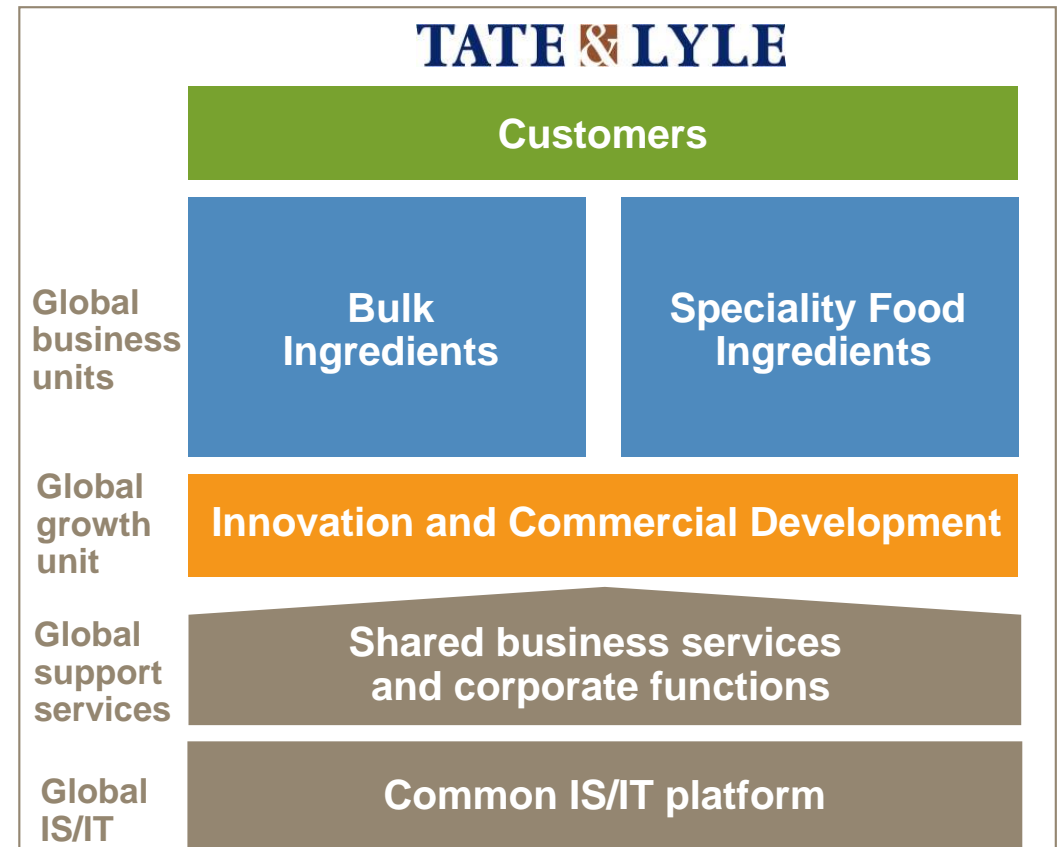 TATE & LYLE
Customers
Global
business
units
Bulk
Ingredients
Speciality Food
Ingredients
Global
growth
unit
Innovation and Commercial Development
Global
support
services
Shared business services
and corporate functions
Global
IS/IT
Common IS/IT platform